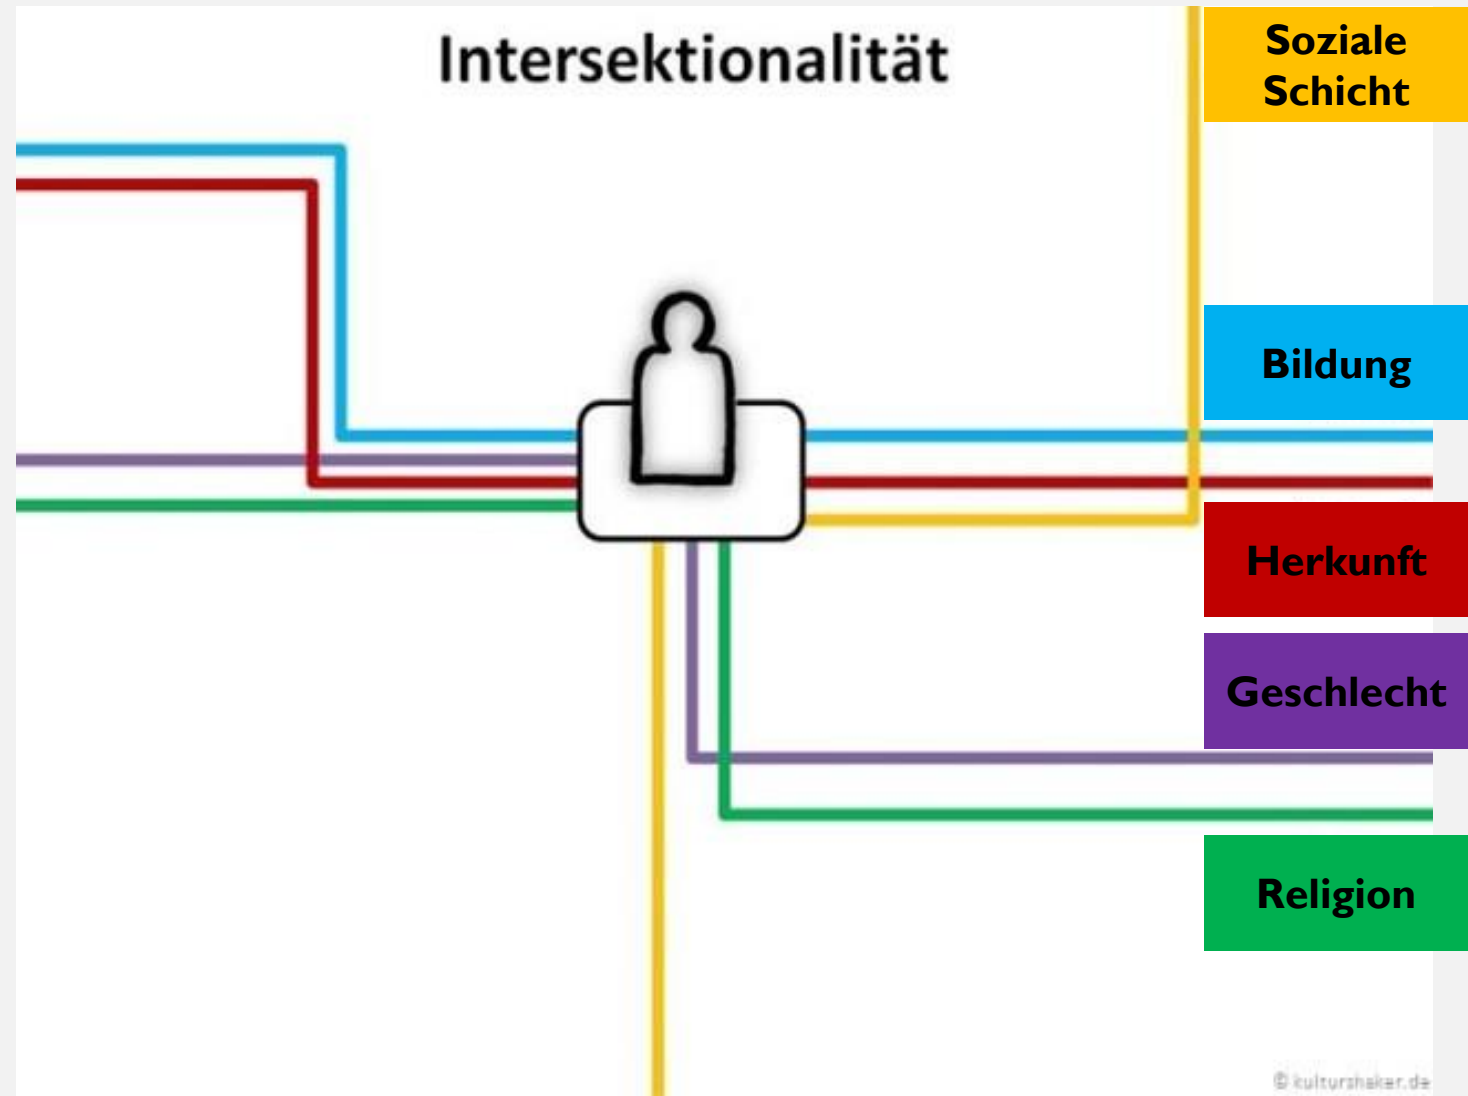 Intersektionalität
Soziale
Schicht
Bildung
Herkunft
Geschlecht
Religion
© kulturshaker.de